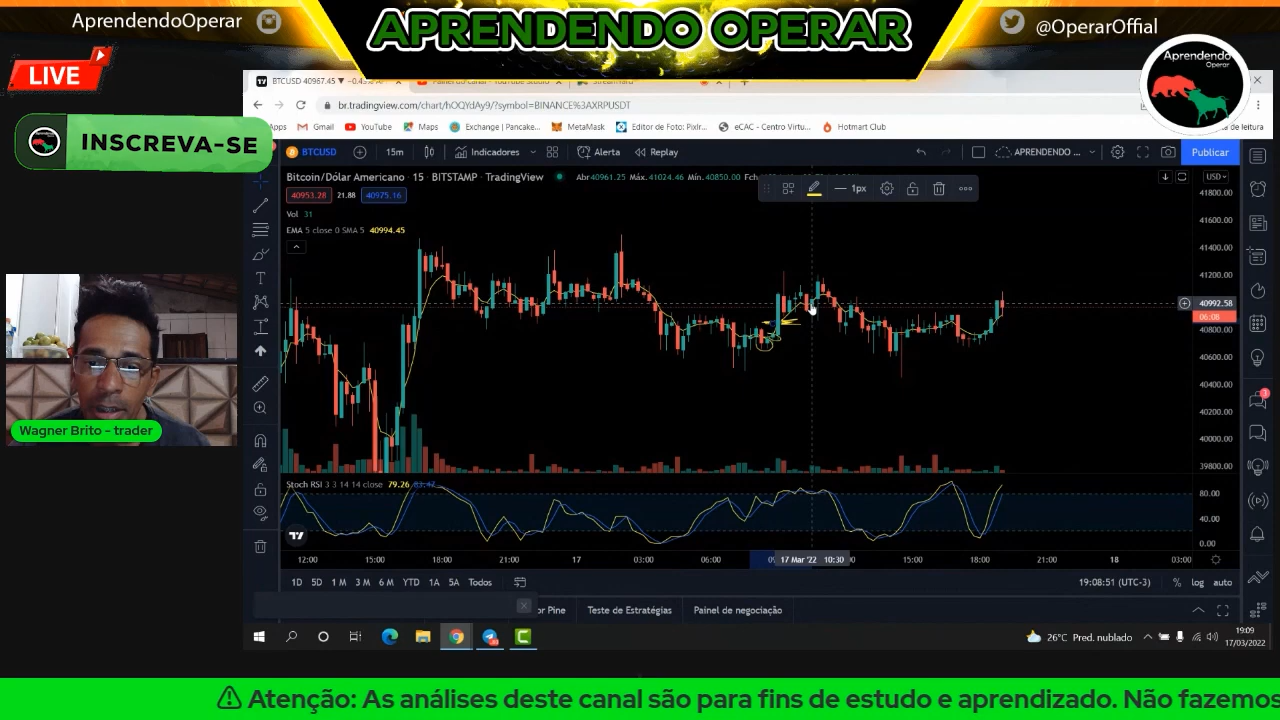 AprendendoOperar
APRENDENDO OPERAR
@OperarOffial
Aprendendo
Operar
LIVE
INSCREVA-SE
BTCUSD 40967.45 ▼ −0.43%
br.tradingview.com/chart/hOQYdAy9/?symbol=BINANCE%3AXRPUSDT
Apps Gmail YouTube Maps Exchange | Pancake... MetaMask Editor de Foto: Pixlr... eCAC - Centro Virtu... Hotmart Club
BTCUSD 15m Indicadores Alerta Replay APRENDENDO ... Publicar
Bitcoin/Dólar Americano · 15 · BITSTAMP · TradingView Abr40961.25 Máx.41024.46 Mín.40850.00 Fch
USD
40953.28 21.88 40975.16
1px
Vol 31
EMA 5 close 0 SMA 5 40994.45
41800.00
41600.00
41400.00
41200.00
40992.58
06:08
40800.00
40600.00
40400.00
40200.00
40000.00
39800.00
Stoch RSI 3 3 14 14 close 79.26
80.00
40.00
0.00
12:00 15:00 18:00 21:00 17 03:00 06:00 17 Mar '22 10:30 15:00 18:00 21:00 18 03:00
1D 5D 1 M 3 M 6 M YTD 1A 5A Todos 19:08:51 (UTC-3) % log auto
or Pine Teste de Estratégias Painel de negociação
Wagner Brito - trader
26°C Pred. nublado 19:09
17/03/2022
Atenção: As análises deste canal são para fins de estudo e aprendizado. Não fazemos